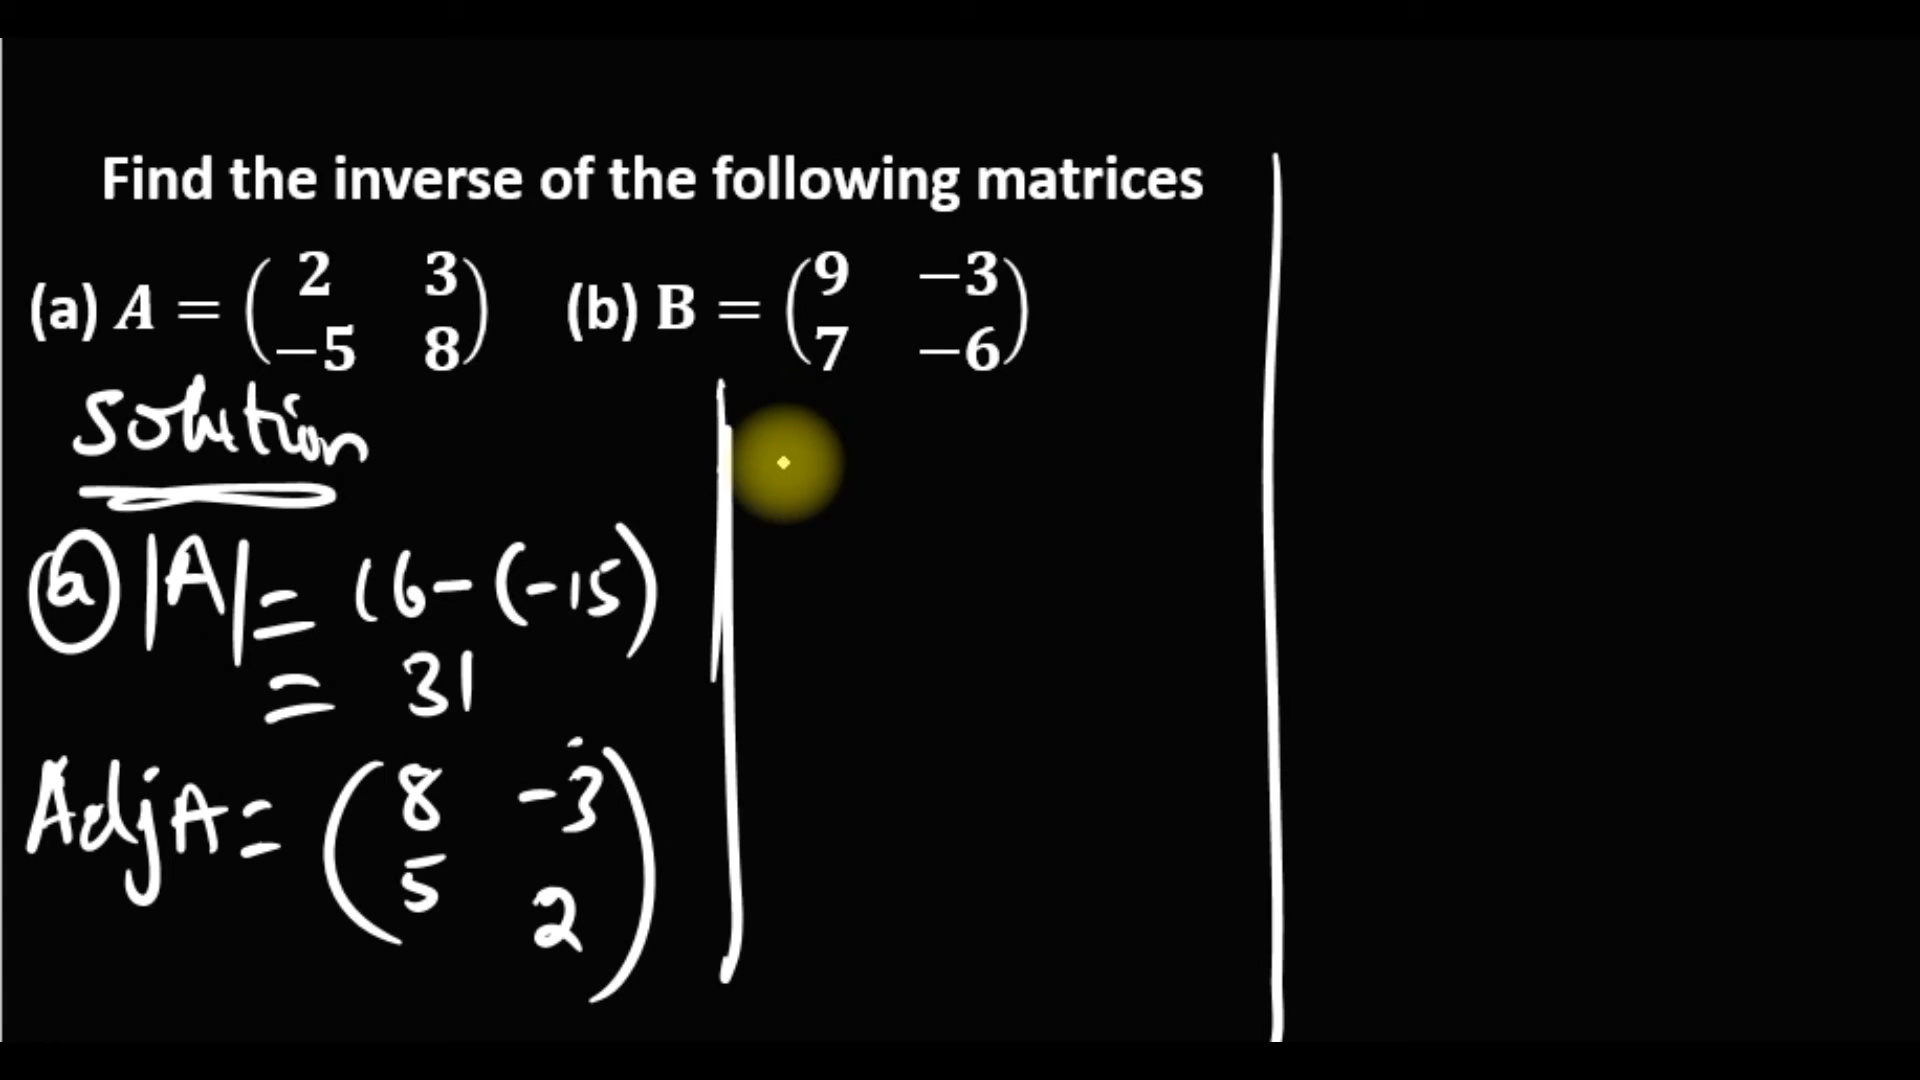 Find the inverse of the following matrices
(a) A = ( 2 3 (b) B = ( 9 −3
−5 8 ) 7 −6 )
Solution
(a) |A| = 16-(-15)
= 31
AdjA = ( 8 -3
5 2 )